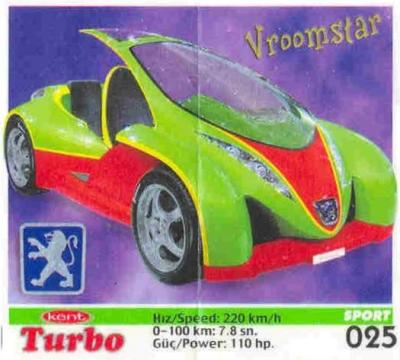 Vroomstar
kent
Turbo
Hız/Speed: 220 km/h
0-100 km: 7.8 sn.
Güç/Power: 110 hp.
SPORT
025